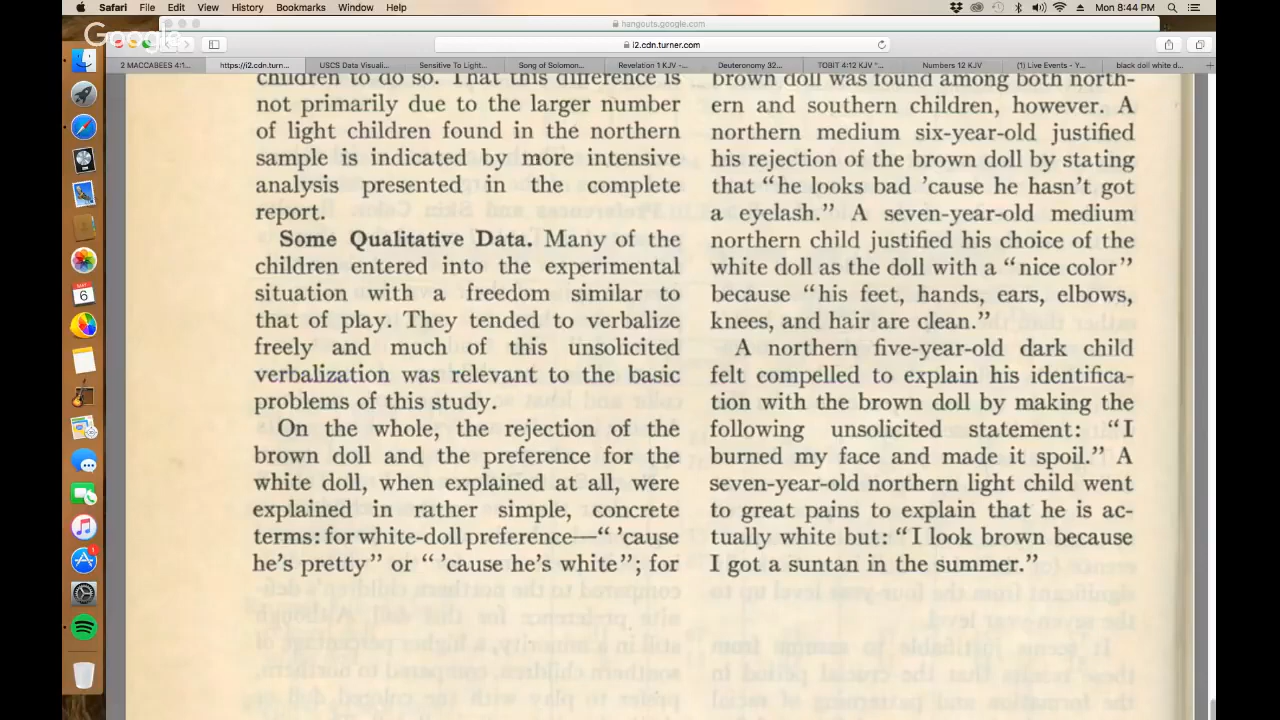 Safari File Edit View History Bookmarks Window Help
Mon 8:44 PM
hangouts.google.com
Google
i2.cdn.turner.com
2 MACCABEES 4:1...
https://i2.cdn.turn...
USCS Data Visuali...
Sensitive To Light...
Song of Solomon...
Revelation 1 KJV -...
Deuteronomy 32...
TOBIT 4:12 KJV "...
Numbers 12 KJV
(1) Live Events - Y...
black doll white d...
6
children to do so. That this difference is
not primarily due to the larger number
of light children found in the northern
sample is indicated by more intensive
analysis presented in the complete
report.
Some Qualitative Data. Many of the
children entered into the experimental
situation with a freedom similar to
that of play. They tended to verbalize
freely and much of this unsolicited
verbalization was relevant to the basic
problems of this study.
On the whole, the rejection of the
brown doll and the preference for the
white doll, when explained at all, were
explained in rather simple, concrete
terms: for white-doll preference—“ ’cause
he’s pretty” or “ ’cause he’s white”; for
brown doll was found among both north-
ern and southern children, however. A
northern medium six-year-old justified
his rejection of the brown doll by stating
that “he looks bad ’cause he hasn’t got
a eyelash.” A seven-year-old medium
northern child justified his choice of the
white doll as the doll with a “nice color”
because “his feet, hands, ears, elbows,
knees, and hair are clean.”
A northern five-year-old dark child
felt compelled to explain his identifica-
tion with the brown doll by making the
following unsolicited statement: “I
burned my face and made it spoil.” A
seven-year-old northern light child went
to great pains to explain that he is ac-
tually white but: “I look brown because
I got a suntan in the summer.”